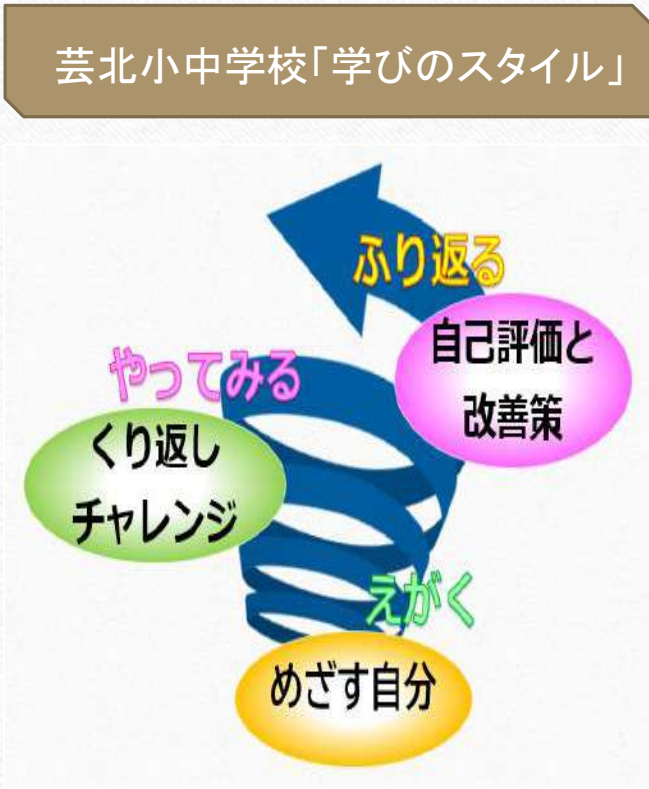 芸北小中学校「学びのスタイル」
ふり返る
自己評価と
改善策
やってみる
くり返し
チャレンジ
えがく
めざす自分